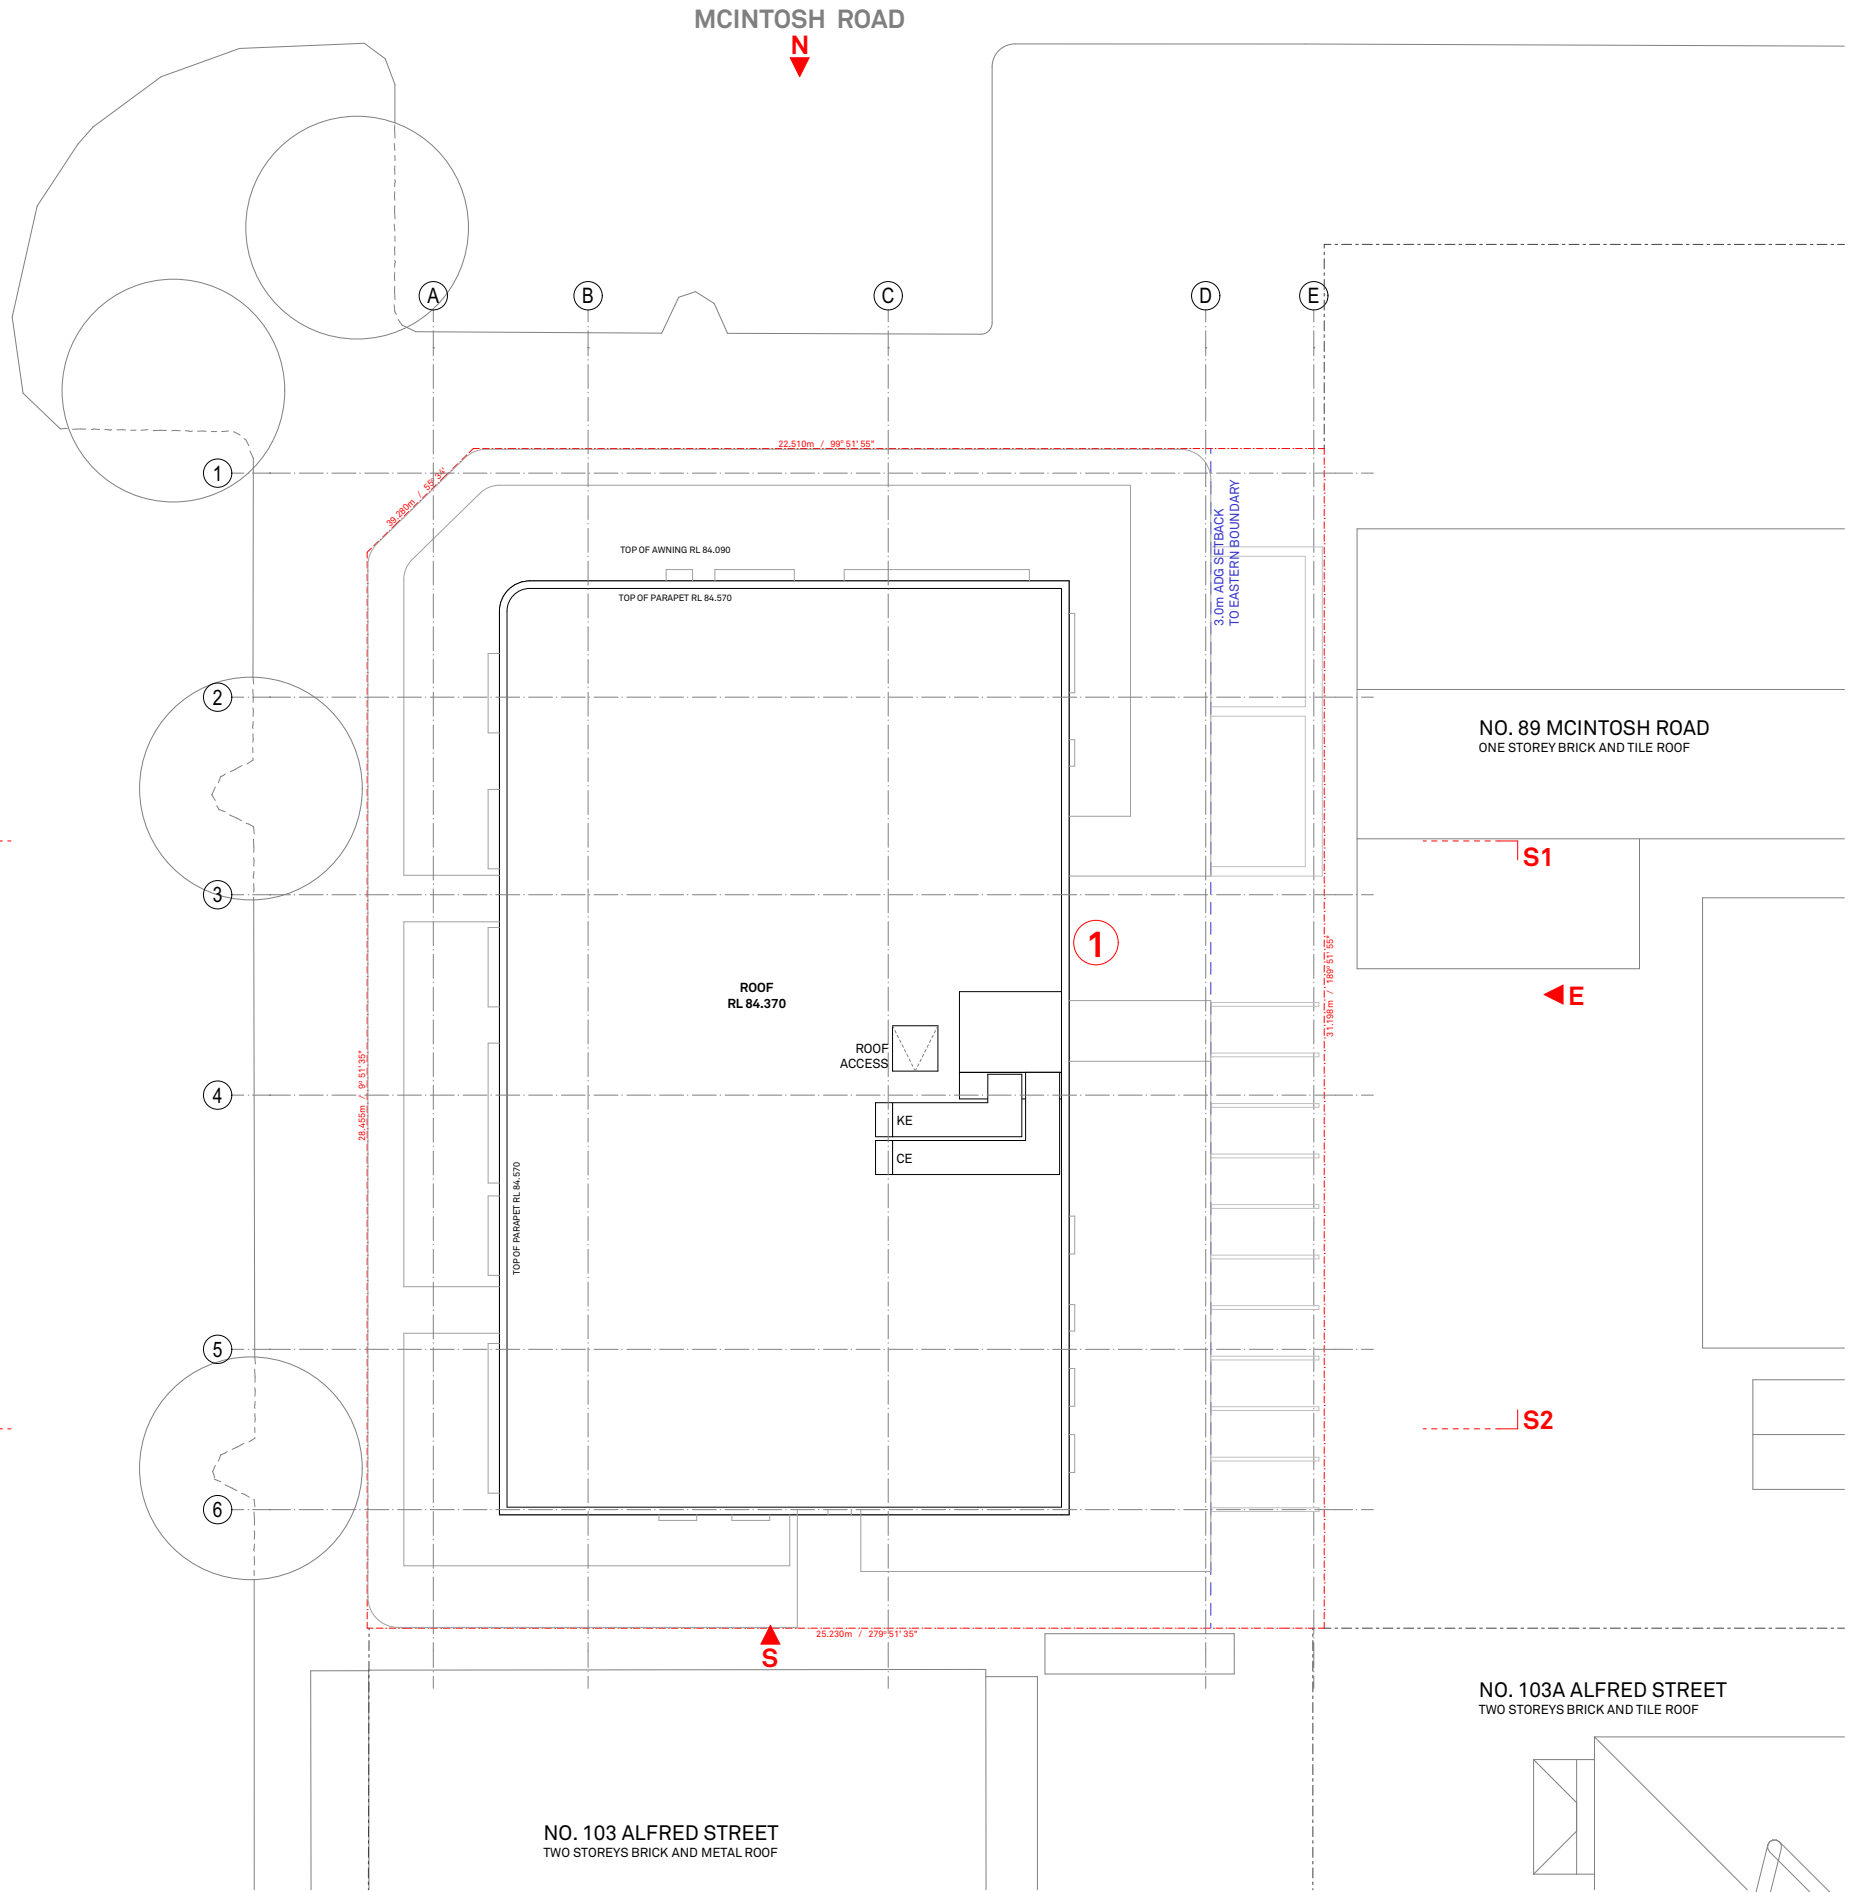 MCINTOSH ROAD
N
A
B
C
D
E
22.510m / 99° 51' 55"
1
39.280m / 55° 34'
3.0m ADG SETBACK
TO EASTERN BOUNDARY
TOP OF AWNING RL 84.090
TOP OF PARAPET RL 84.570
2
NO. 89 MCINTOSH ROAD
ONE STOREY BRICK AND TILE ROOF
S1
3
1
31.198m / 189° 51' 55"
ROOF
RL 84.370
E
ROOF
ACCESS
28.455m / 9° 51' 35"
4
KE
CE
TOP OF PARAPET RL 84.570
5
S2
6
25.230m / 279° 51' 35"
S
NO. 103A ALFRED STREET
TWO STOREYS BRICK AND TILE ROOF
NO. 103 ALFRED STREET
TWO STOREYS BRICK AND METAL ROOF